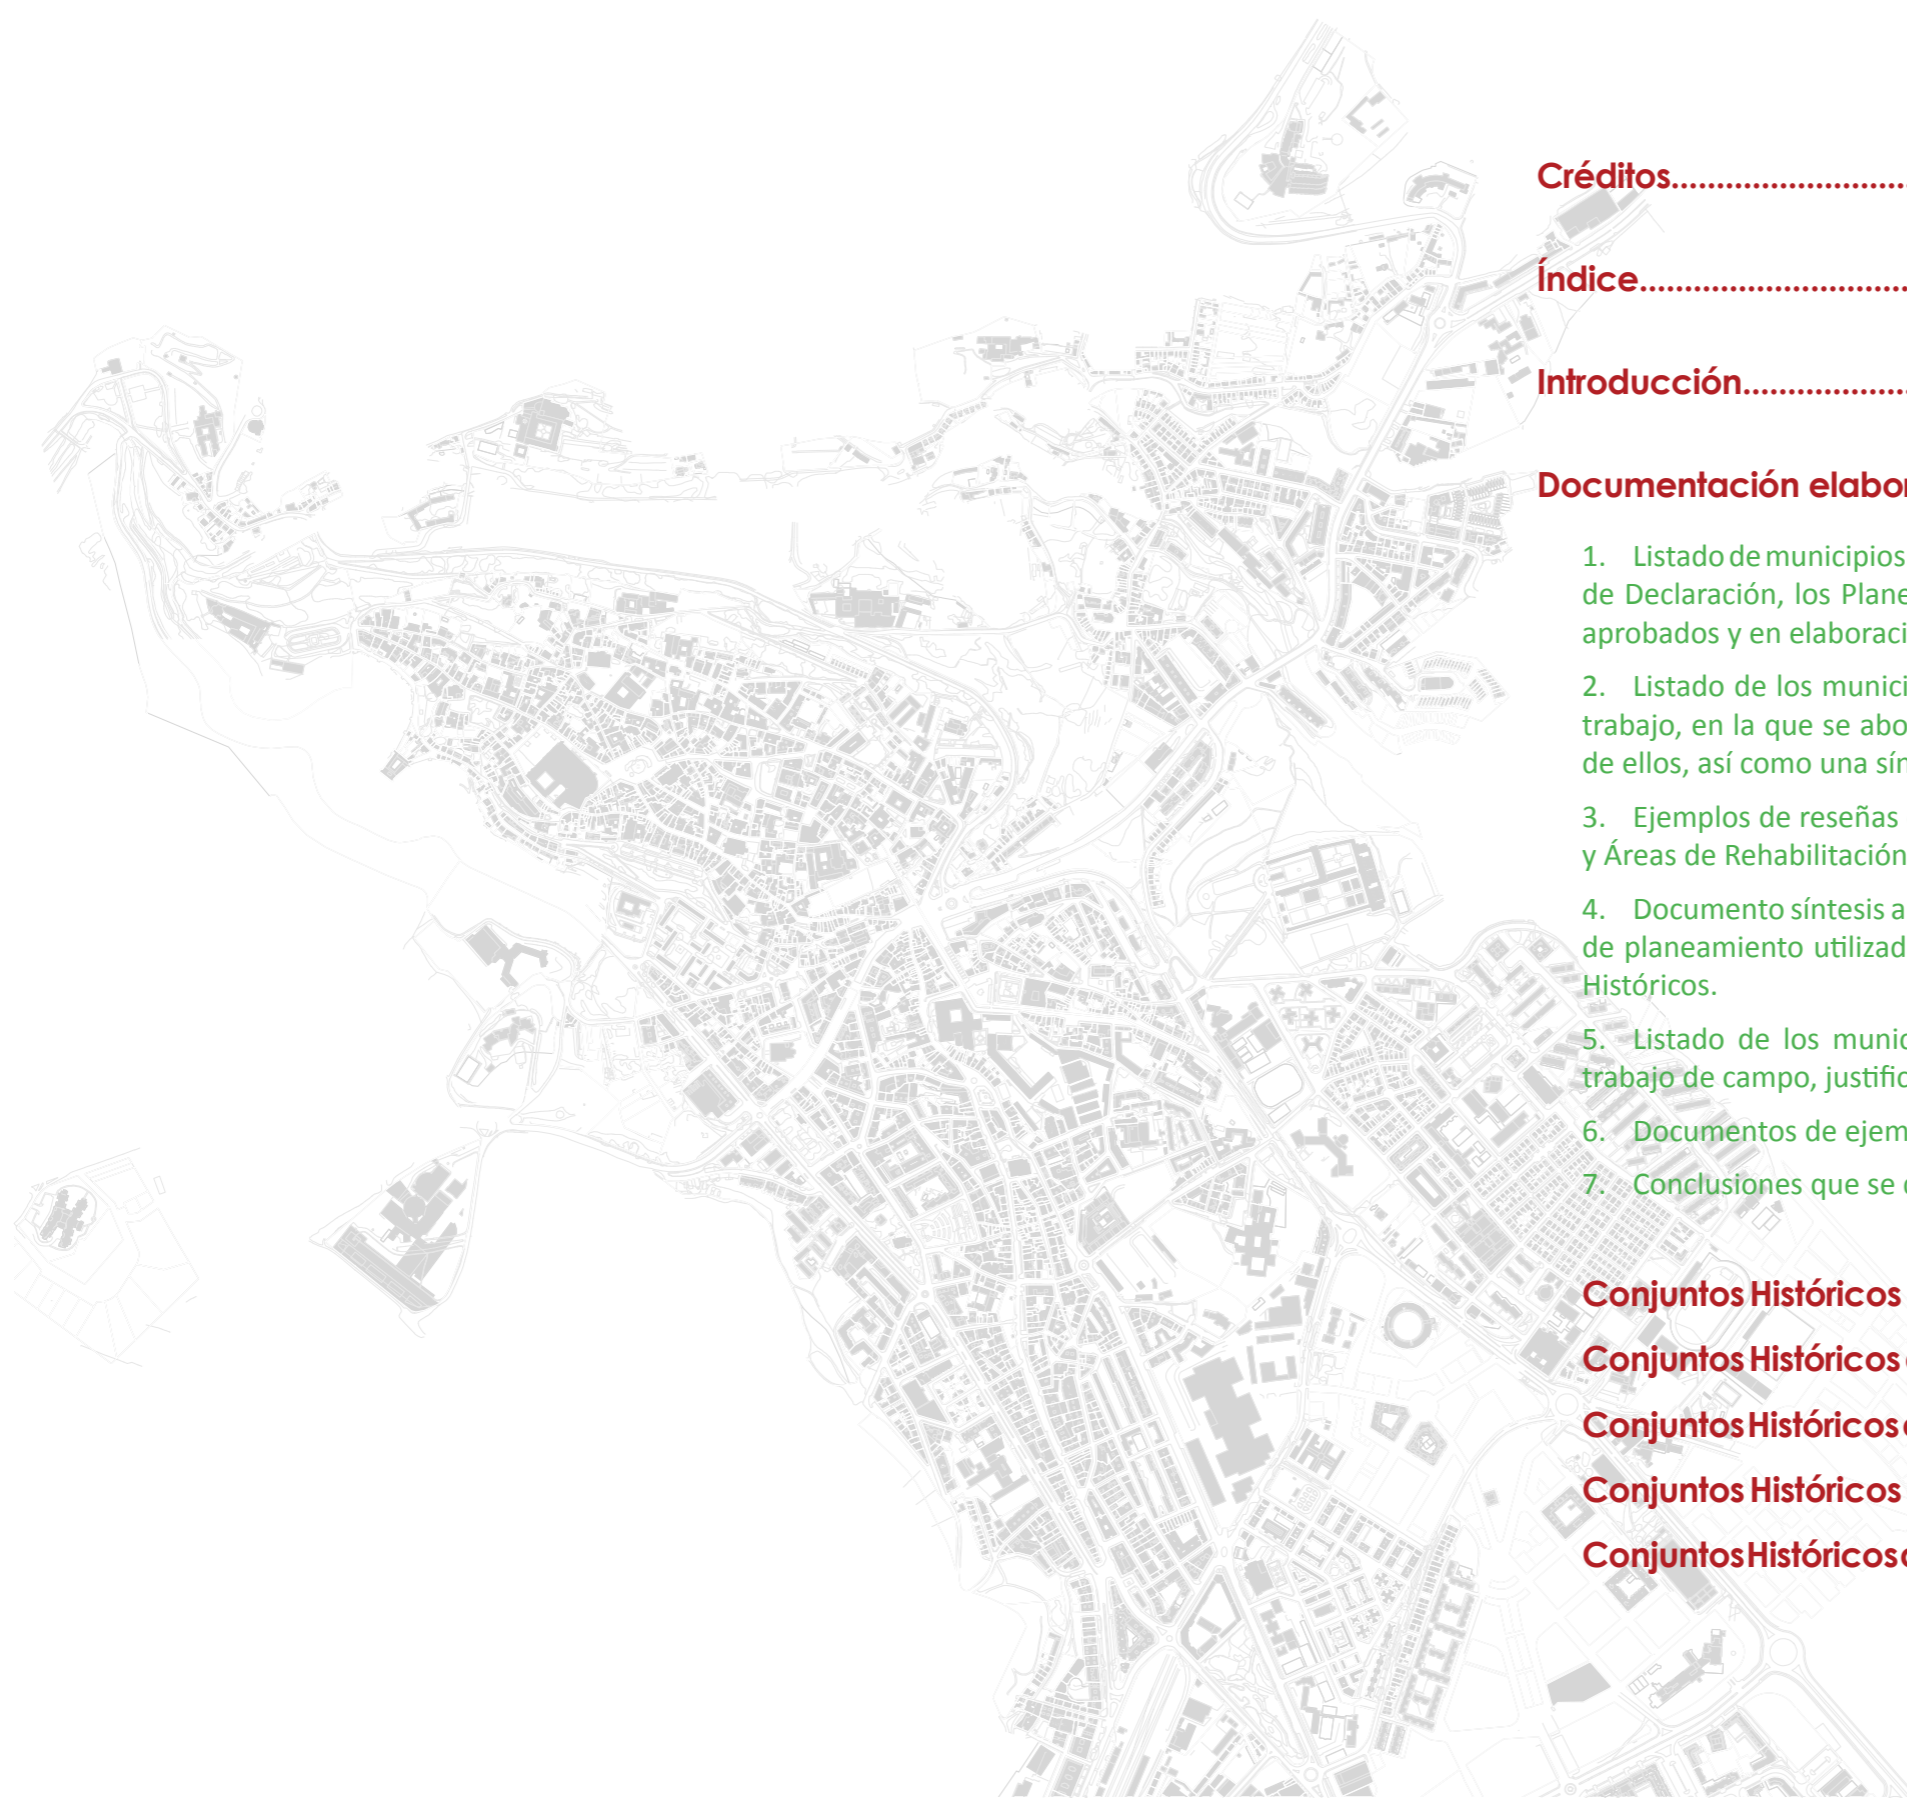 Créditos..........................
Índice..............................
Introducción..................
Documentación elabor
1. Listado de municipios
de Declaración, los Plane
aprobados y en elaboraci
2. Listado de los munici
trabajo, en la que se abo
de ellos, así como una sín
3. Ejemplos de reseñas
y Áreas de Rehabilitación
4. Documento síntesis a
de planeamiento utilizad
Históricos.
5. Listado de los munic
trabajo de campo, justific
6. Documentos de ejem
7. Conclusiones que se
Conjuntos Históricos
Conjuntos Históricos
Conjuntos Históricos
Conjuntos Históricos
Conjuntos Históricos